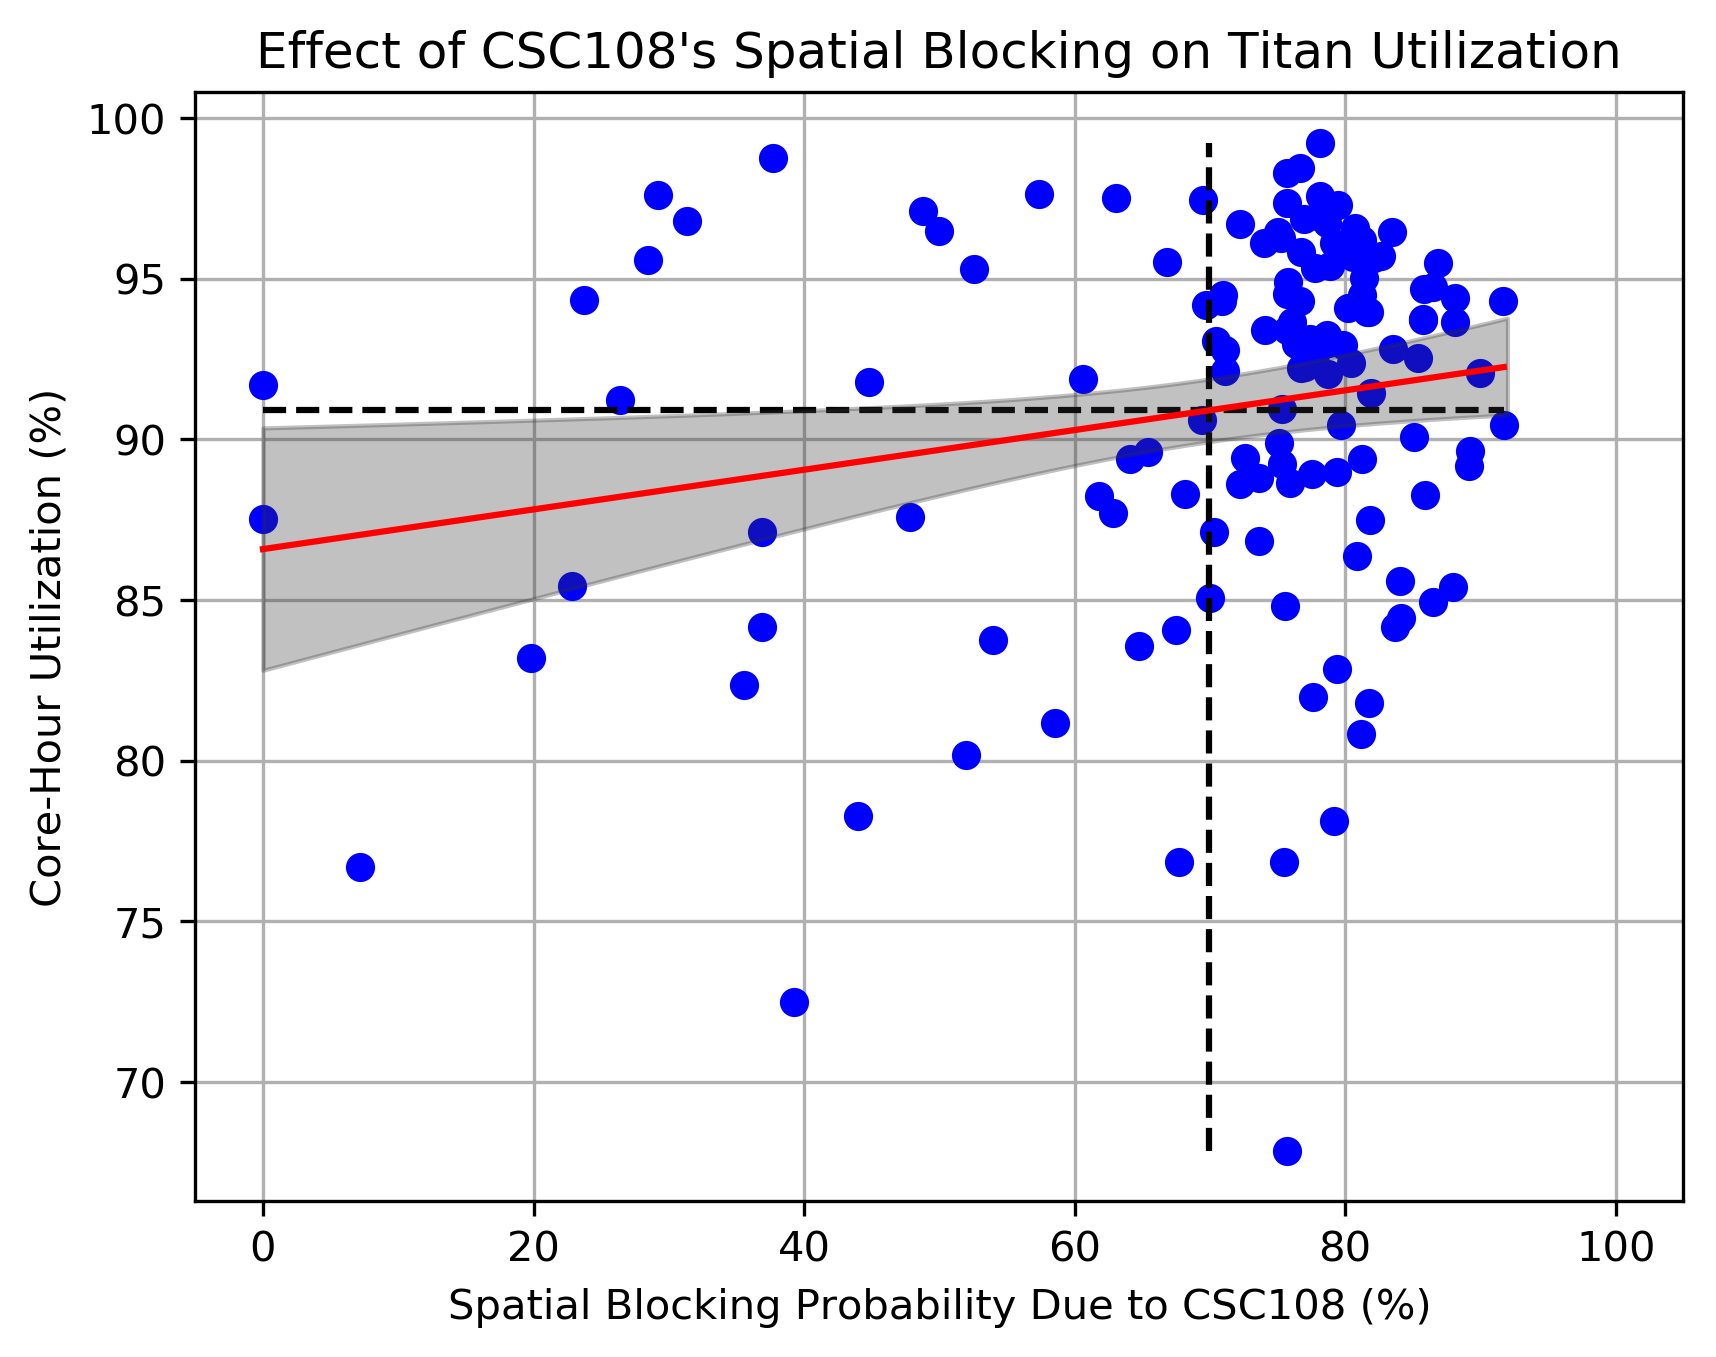 Effect of CSC108's Spatial Blocking on Titan Utilization
Core-Hour Utilization (%)
100
95
90
85
80
75
70
0 20 40 60 80 100
Spatial Blocking Probability Due to CSC108 (%)